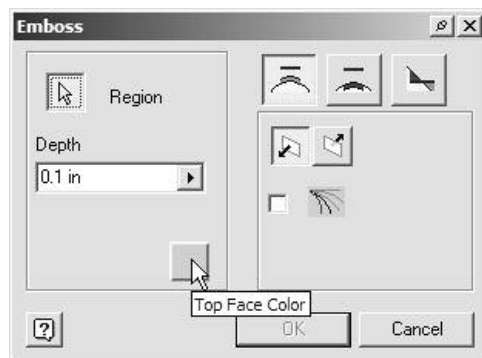 Emboss
Region
Depth
0.1 in
Top Face Color
OK
Cancel